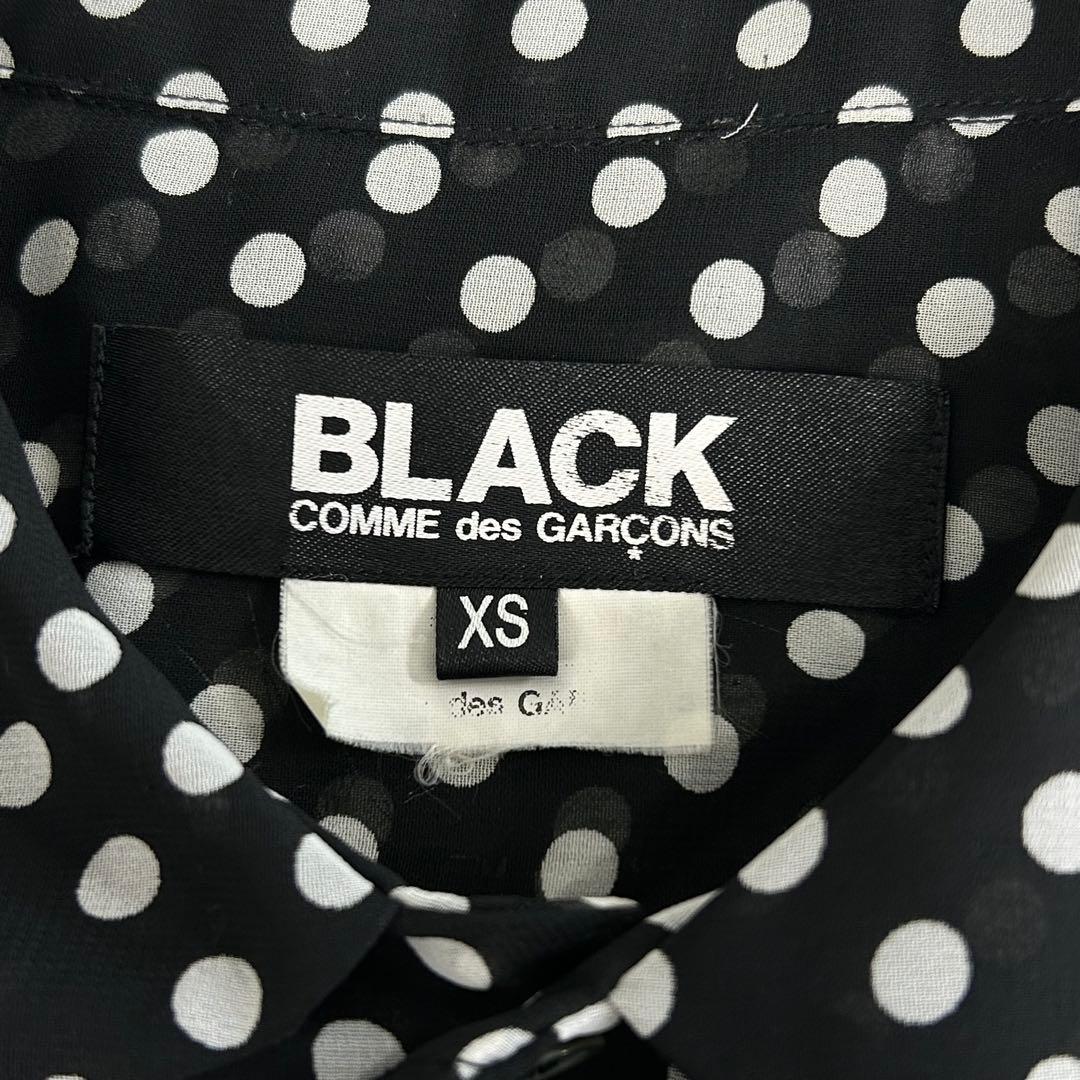 BLACK
COMME des GARÇONS
*
XS
des GA